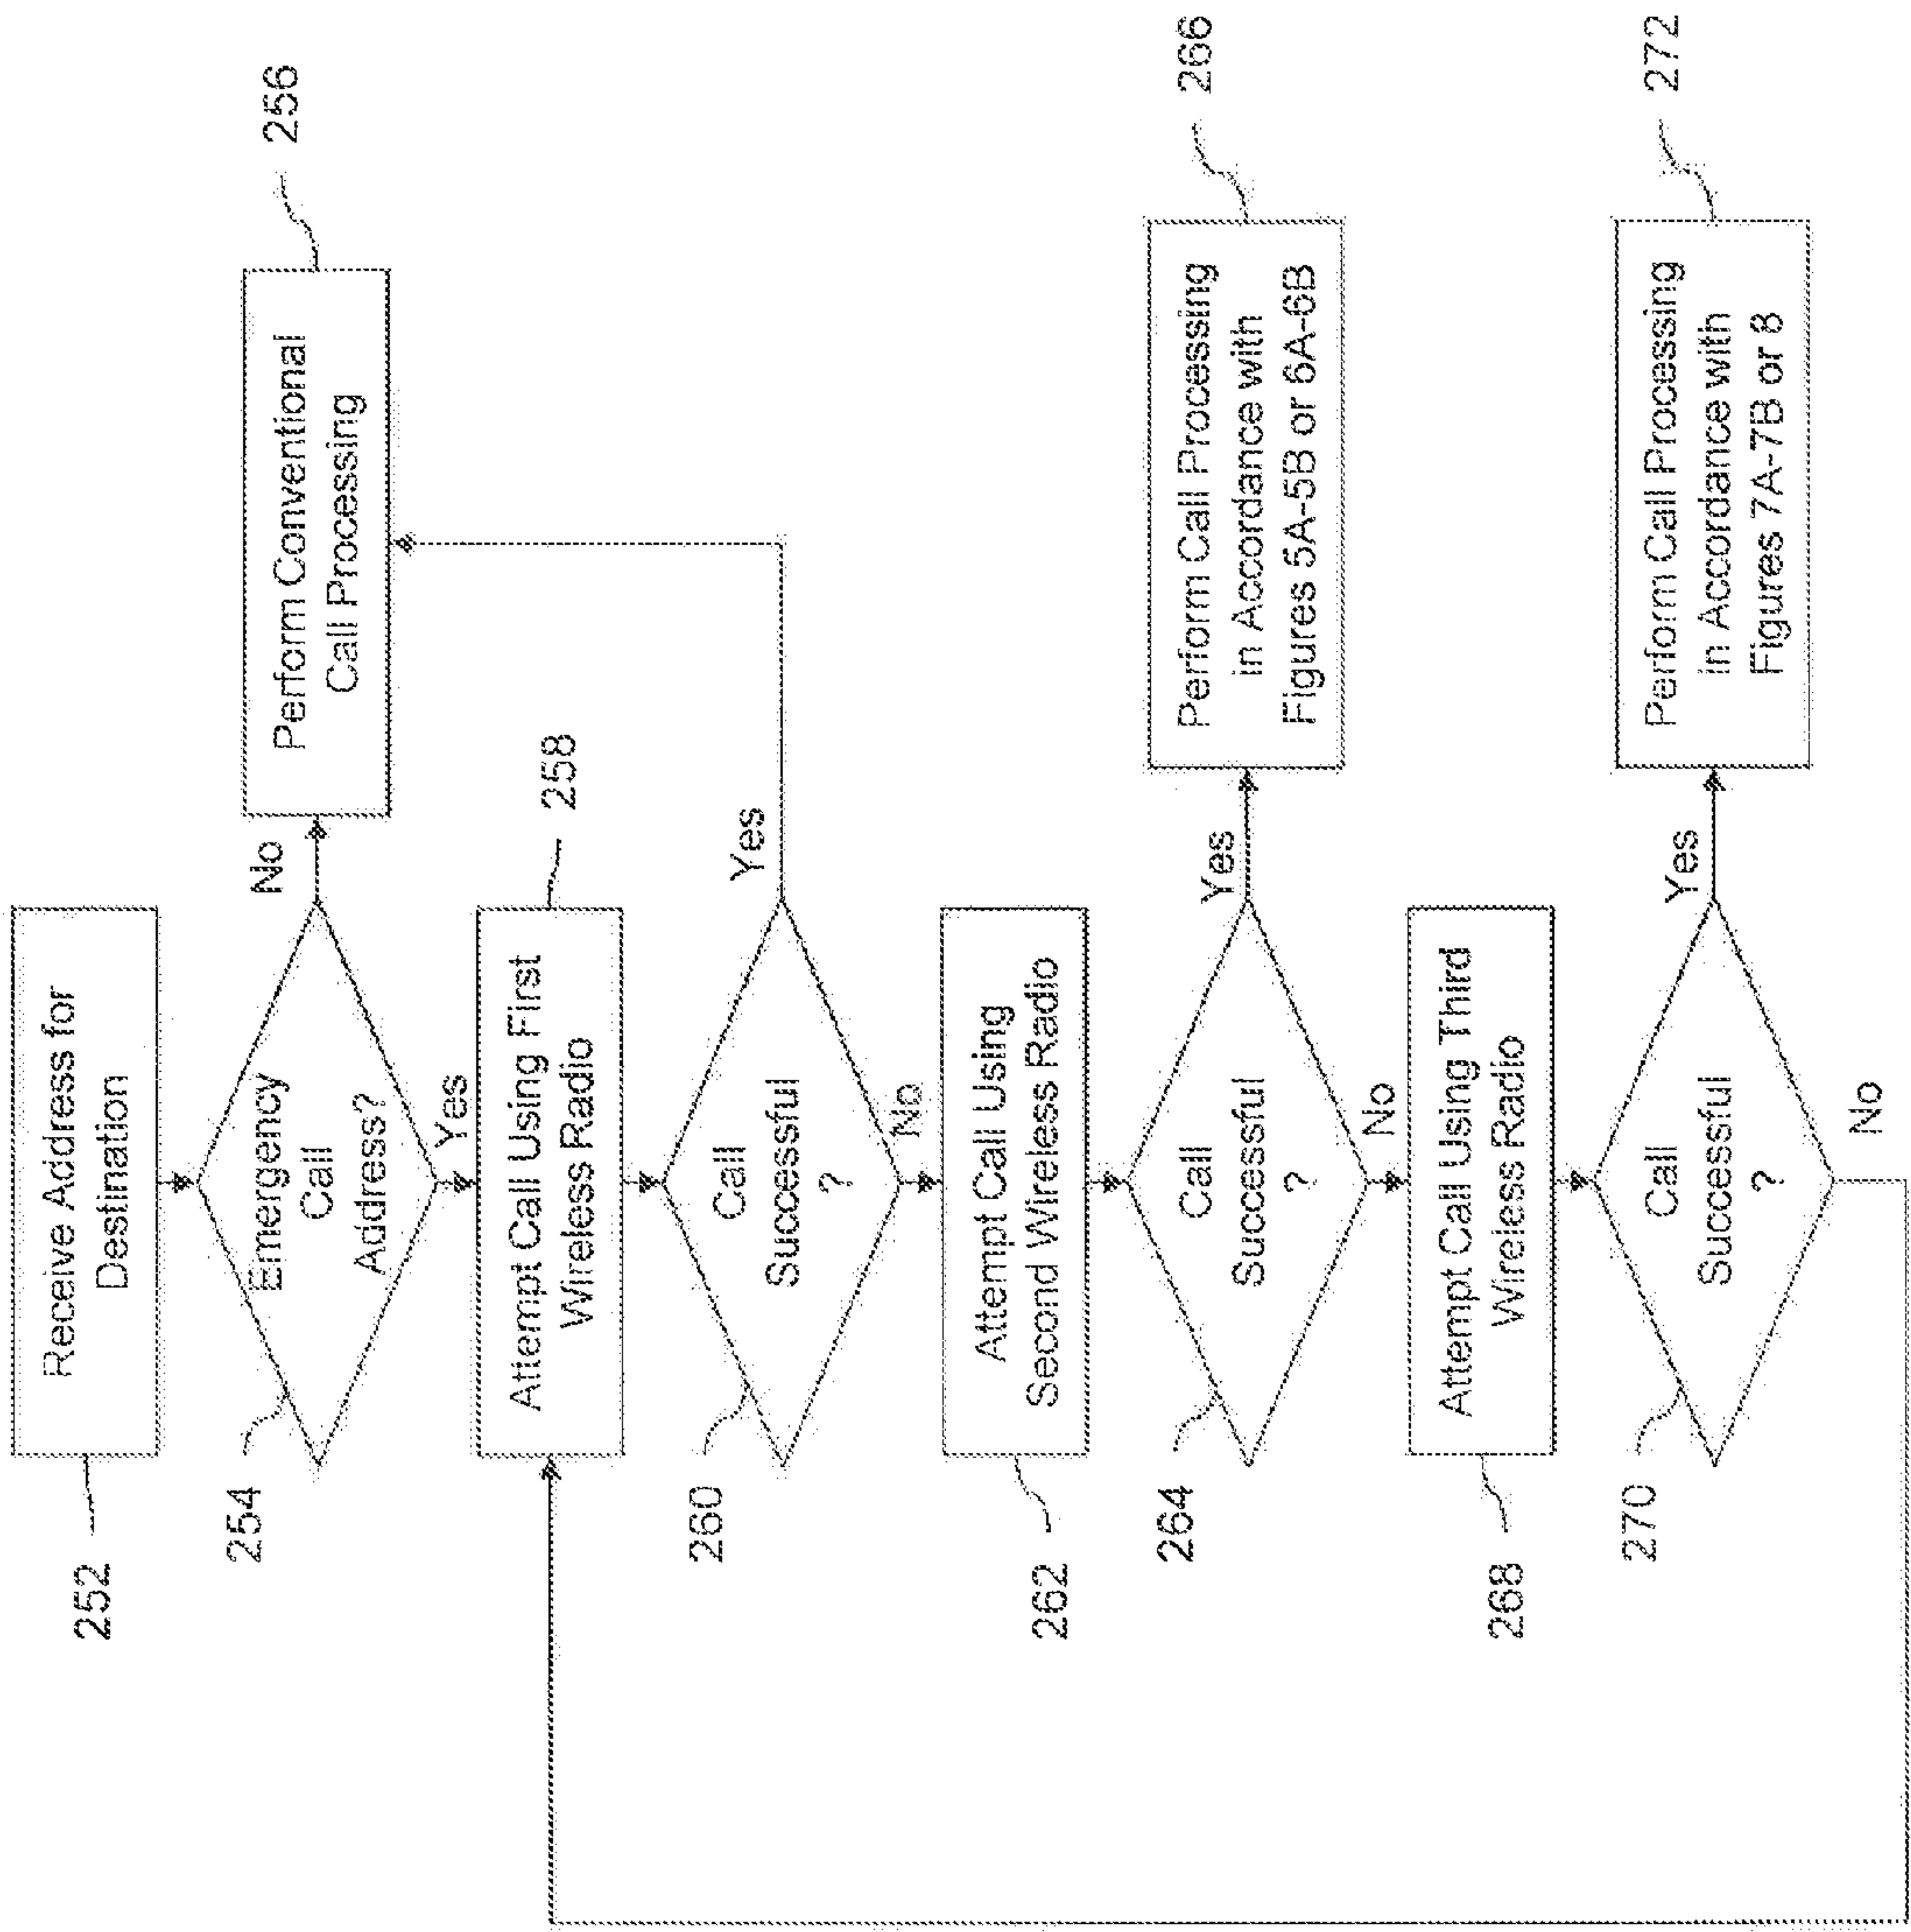 252
Receive Address for
Destination
254
Emergency
Call
Address?
No
Perform Conventional
Call Processing
256
Yes
Attempt Call Using First
Wireless Radio
258
260
Call
Successful
?
Yes
No
262
Attempt Call Using
Second Wireless Radio
264
Call
Successful
?
Yes
Perform Call Processing
in Accordance with
Figures 5A-5B or 6A-6B
266
No
268
Attempt Call Using Third
Wireless Radio
270
Call
Successful
?
Yes
Perform Call Processing
in Accordance with
Figures 7A-7B or 8
272
No